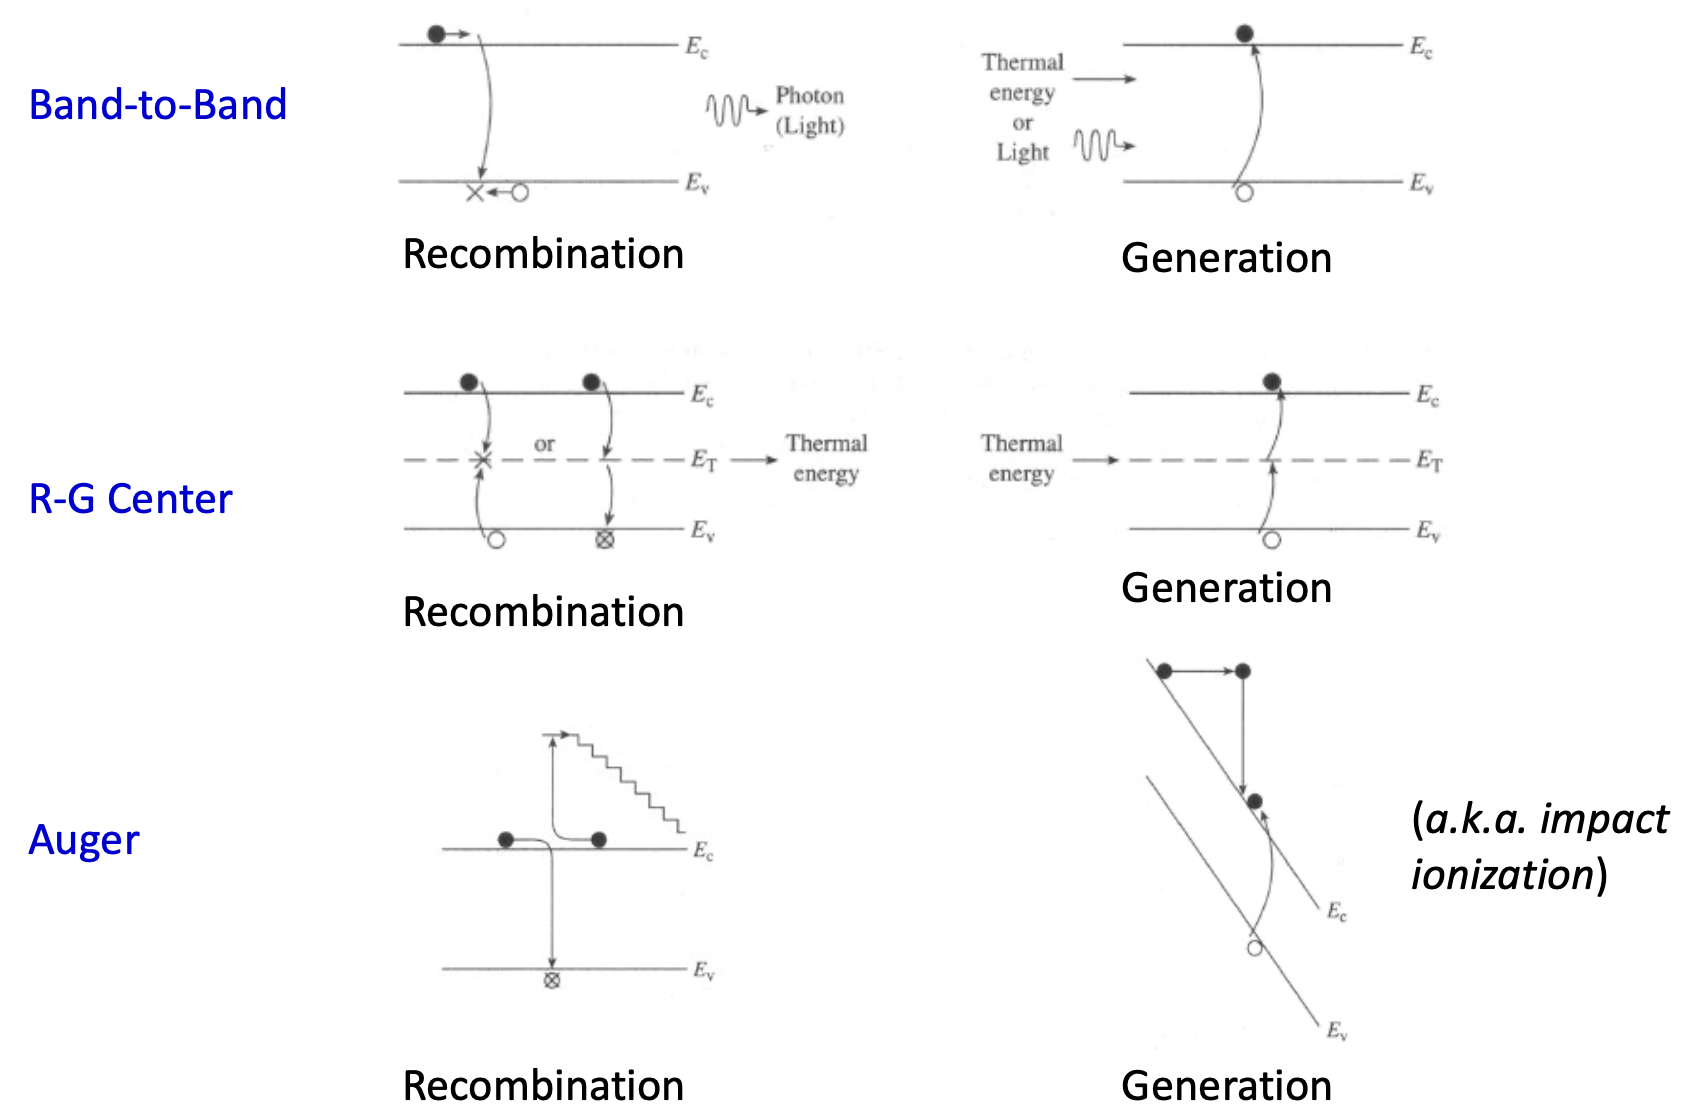 Band-to-Band
E_c
Photon
(Light)
E_v
Recombination
Thermal
energy
or
Light
E_c
E_v
Generation
R-G Center
E_c
or
E_T
Thermal
energy
E_v
Recombination
Thermal
energy
E_c
E_T
E_v
Generation
Auger
E_c
E_v
Recombination
E_c
E_v
(a.k.a. impact
ionization)
Generation